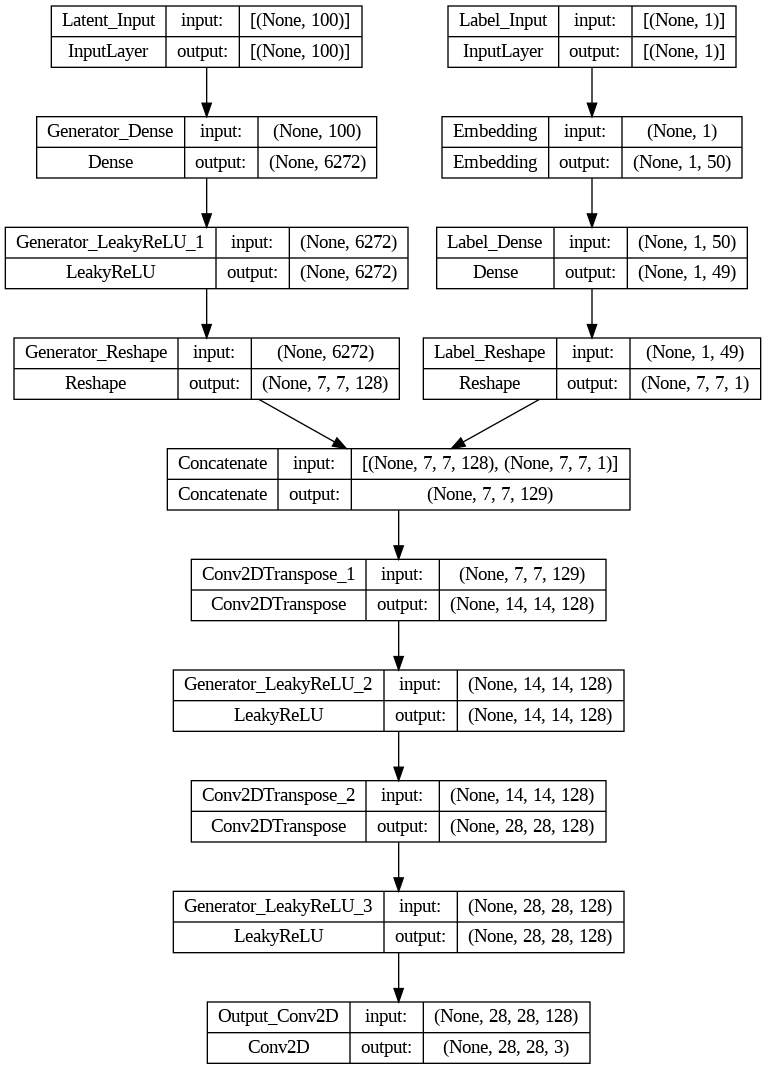 Latent_Input input: [(None, 100)]
InputLayer output: [(None, 100)]
Label_Input input: [(None, 1)]
InputLayer output: [(None, 1)]
Generator_Dense input: (None, 100)
Dense output: (None, 6272)
Embedding input: (None, 1)
Embedding output: (None, 1, 50)
Generator_LeakyReLU_1 input: (None, 6272)
LeakyReLU output: (None, 6272)
Label_Dense input: (None, 1, 50)
Dense output: (None, 1, 49)
Generator_Reshape input: (None, 6272)
Reshape output: (None, 7, 7, 128)
Label_Reshape input: (None, 1, 49)
Reshape output: (None, 7, 7, 1)
Concatenate input: [(None, 7, 7, 128), (None, 7, 7, 1)]
Concatenate output: (None, 7, 7, 129)
Conv2DTranspose_1 input: (None, 7, 7, 129)
Conv2DTranspose output: (None, 14, 14, 128)
Generator_LeakyReLU_2 input: (None, 14, 14, 128)
LeakyReLU output: (None, 14, 14, 128)
Conv2DTranspose_2 input: (None, 14, 14, 128)
Conv2DTranspose output: (None, 28, 28, 128)
Generator_LeakyReLU_3 input: (None, 28, 28, 128)
LeakyReLU output: (None, 28, 28, 128)
Output_Conv2D input: (None, 28, 28, 128)
Conv2D output: (None, 28, 28, 3)